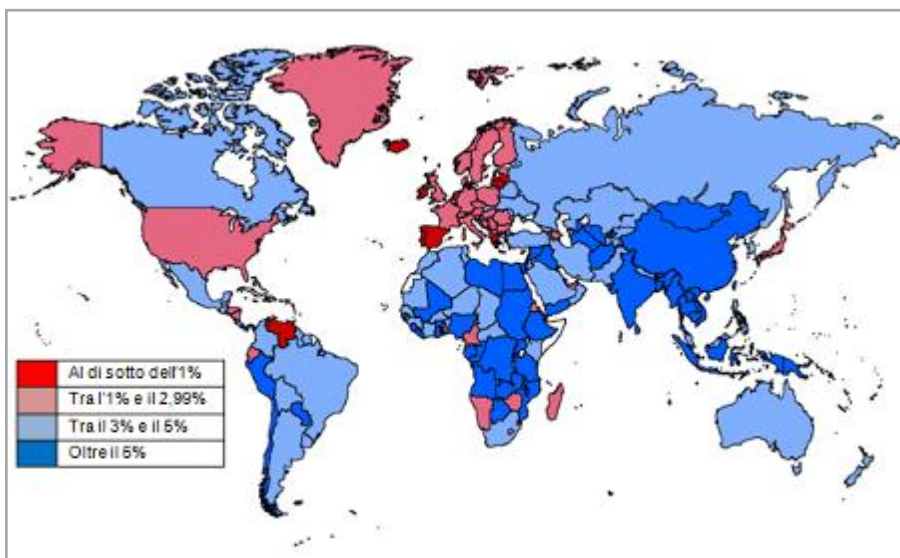 Al di sotto dell'1%
Tra l'1% e il 2,99%
Tra il 3% e il 5%
Oltre il 5%